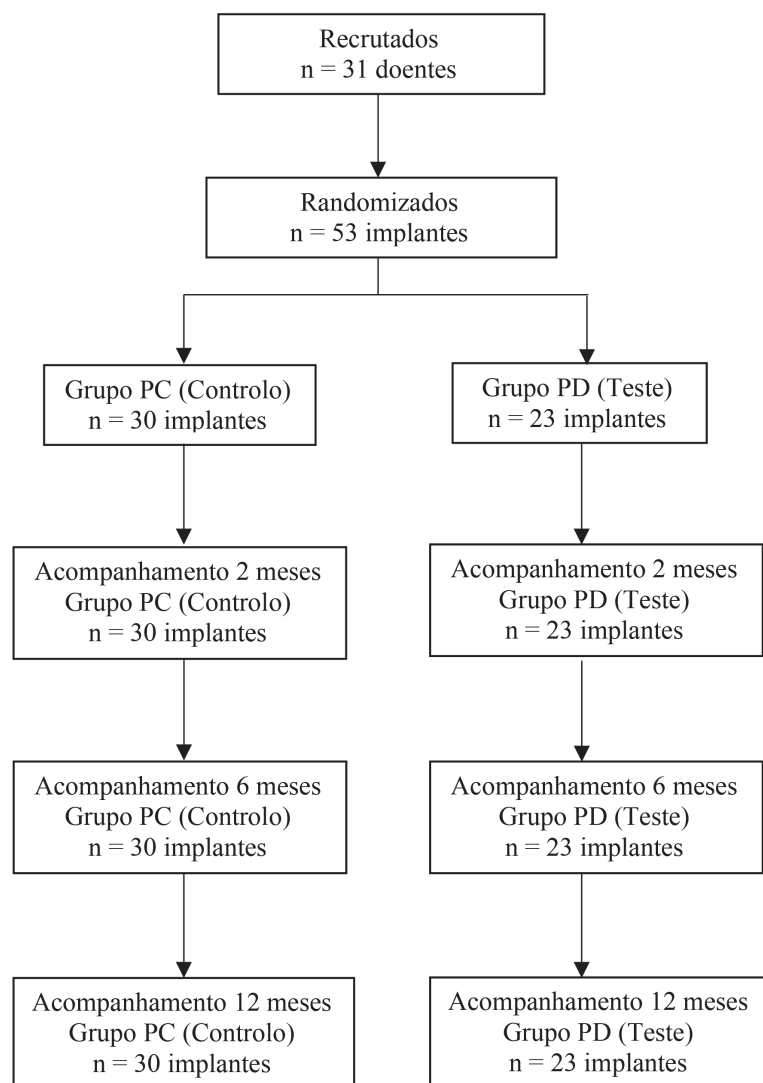 Recrutados
n = 31 doentes
Randomizados
n = 53 implantes
Grupo PC (Controlo)
n = 30 implantes
Grupo PD (Teste)
n = 23 implantes
Acompanhamento 2 meses
Grupo PC (Controlo)
n = 30 implantes
Acompanhamento 2 meses
Grupo PD (Teste)
n = 23 implantes
Acompanhamento 6 meses
Grupo PC (Controlo)
n = 30 implantes
Acompanhamento 6 meses
Grupo PD (Teste)
n = 23 implantes
Acompanhamento 12 meses
Grupo PC (Controlo)
n = 30 implantes
Acompanhamento 12 meses
Grupo PD (Teste)
n = 23 implantes